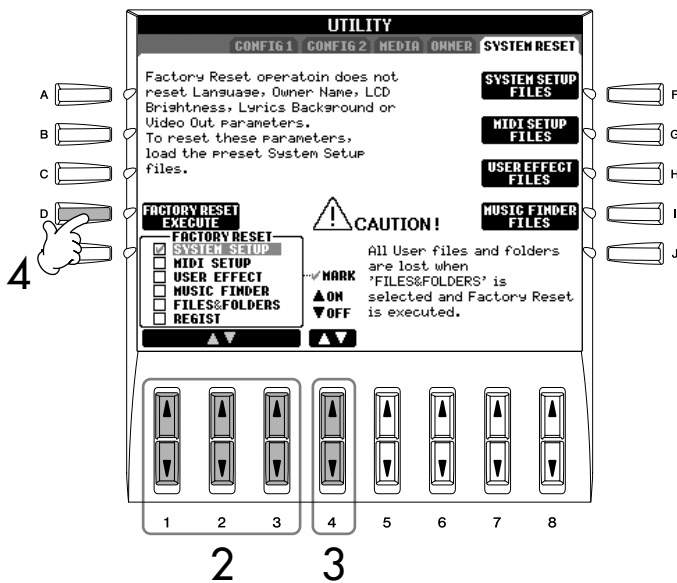 UTILITY
CONFIG 1 CONFIG 2 MEDIA OWNER SYSTEM RESET
Factory Reset operatoin does not
reset Language, Owner Name, LCD
Brightness, Lyrics Background or
Video Out parameters.
To reset these parameters,
load the preset System Setup
files.
SYSTEM SETUP
FILES
MIDI SETUP
FILES
USER EFFECT
FILES
MUSIC FINDER
FILES
A
B
C
D
F
G
H
I
J
4
FACTORY RESET
EXECUTE
FACTORY RESET
SYSTEM SETUP
MIDI SETUP
USER EFFECT
MUSIC FINDER
FILES&FOLDERS
REGIST
MARK
▲ON
▼OFF
CAUTION!
All User files and folders
are lost when
'FILES&FOLDERS' is
selected and Factory Reset
is executed.
1 2 3 4 5 6 7 8
2 3